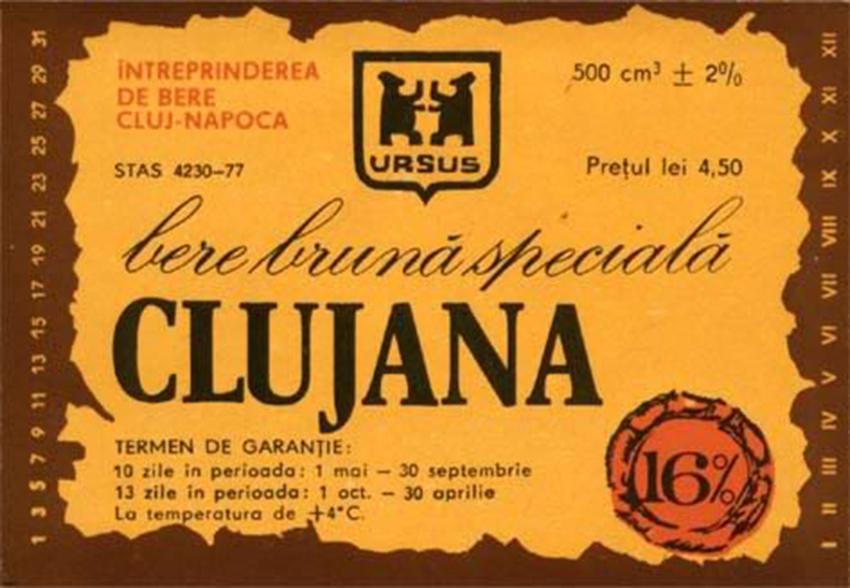 ÎNTREPRINDEREA
DE BERE
CLUJ-NAPOCA
URSUS
500 cm³ ± 2%
STAS 4230-77
Prețul lei 4,50
bere brună specială
CLUJANA
TERMEN DE GARANȚIE:
10 zile în perioada: 1 mai – 30 septembrie
13 zile în perioada: 1 oct. – 30 aprilie
La temperatura de +4°C.
16%
1 3 5 7 9 11 13 15 17 19 21 23 25 27 29 31
I II III IV V VI VII VIII IX X XI XII